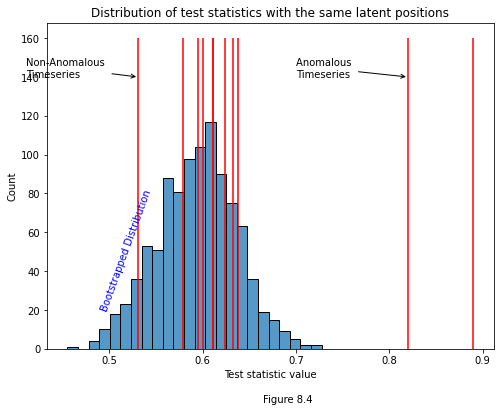 Distribution of test statistics with the same latent positions
160
140
120
100
80
60
40
20
0
Count
Non-Anomalous
Timeseries
Anomalous
Timeseries
Bootstrapped Distribution
0.5 0.6 0.7 0.8 0.9
Test statistic value
Figure 8.4